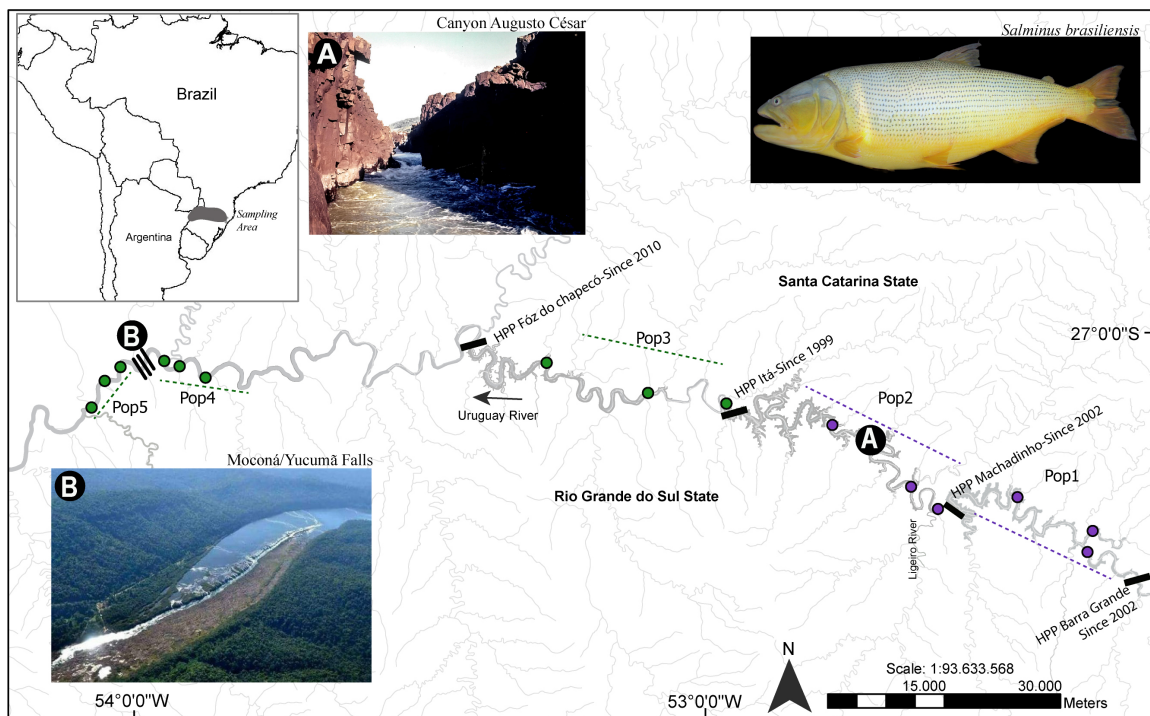 Canyon Augusto César
Salminus brasiliensis
A
Brazil
Argentina
Sampling
Area
HPP Fóz do chapecó-Since 2010
Santa Catarina State
27°0'0"S
B
Pop3
HPP Itá-Since 1999
Pop5
Pop4
Uruguay River
Pop2
A
HPP Machadinho-Since 2002
Moconá/Yucumã Falls
B
Rio Grande do Sul State
Pop1
Ligeiro River
HPP Barra Grande
Since 2002
N
Scale: 1:93.633.568
15.000
30.000
Meters
54°0'0"W
53°0'0"W